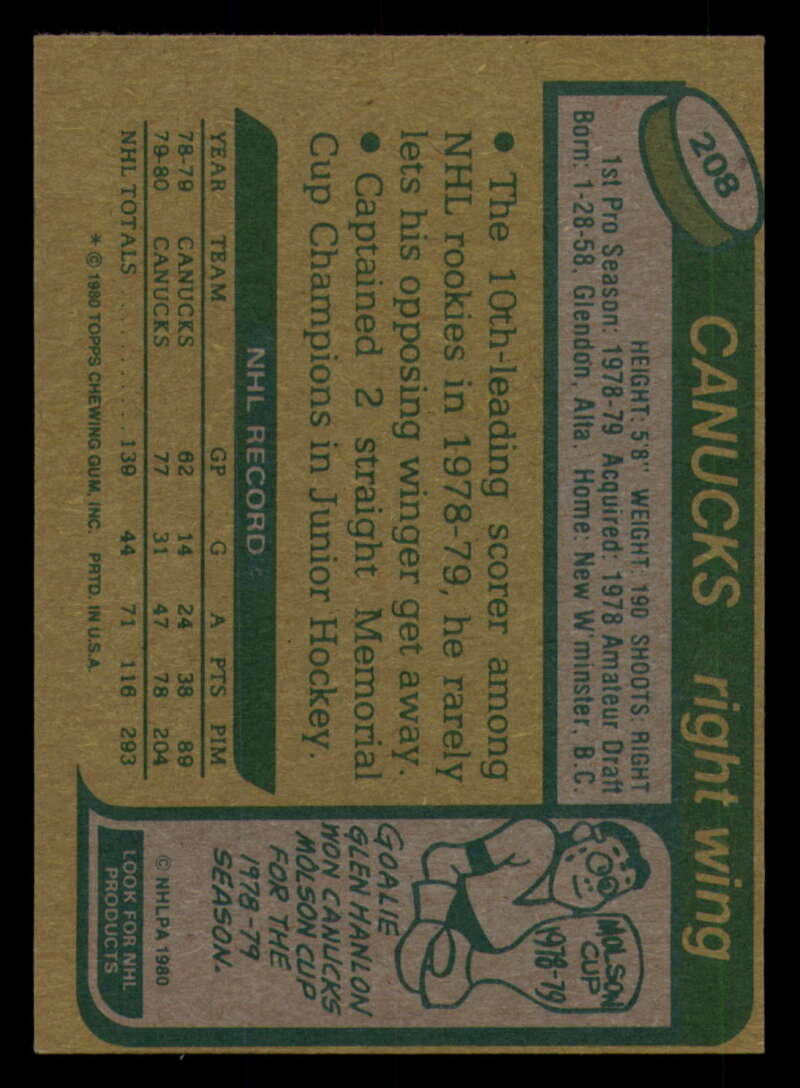 208
CANUCKS right wing
HEIGHT: 5'8" WEIGHT: 190 SHOOTS: RIGHT
1st Pro Season: 1978-79 Acquired: 1978 Amateur Draft
Born: 1-28-58, Glendon, Alta. Home: New W'minster, B.C.
• The 10th-leading scorer among
NHL rookies in 1978-79, he rarely
lets his opposing winger get away.
• Captained 2 straight Memorial
Cup Champions in Junior Hockey.
NHL RECORD
YEAR TEAM GP G A PTS PIM
78-79 CANUCKS 62 14 24 38 89
79-80 CANUCKS 77 31 47 78 204
NHL TOTALS .......... 139 44 71 116 293
* © 1980 TOPPS CHEWING GUM, INC. PRTD. IN U.S.A.
MOLSON
CUP
1978-79
GOALIE
GLEN HANLON
WON CANUCKS
MOLSON CUP
FOR THE
1978-79
SEASON.
© NHLPA 1980
LOOK FOR NHL
PRODUCTS